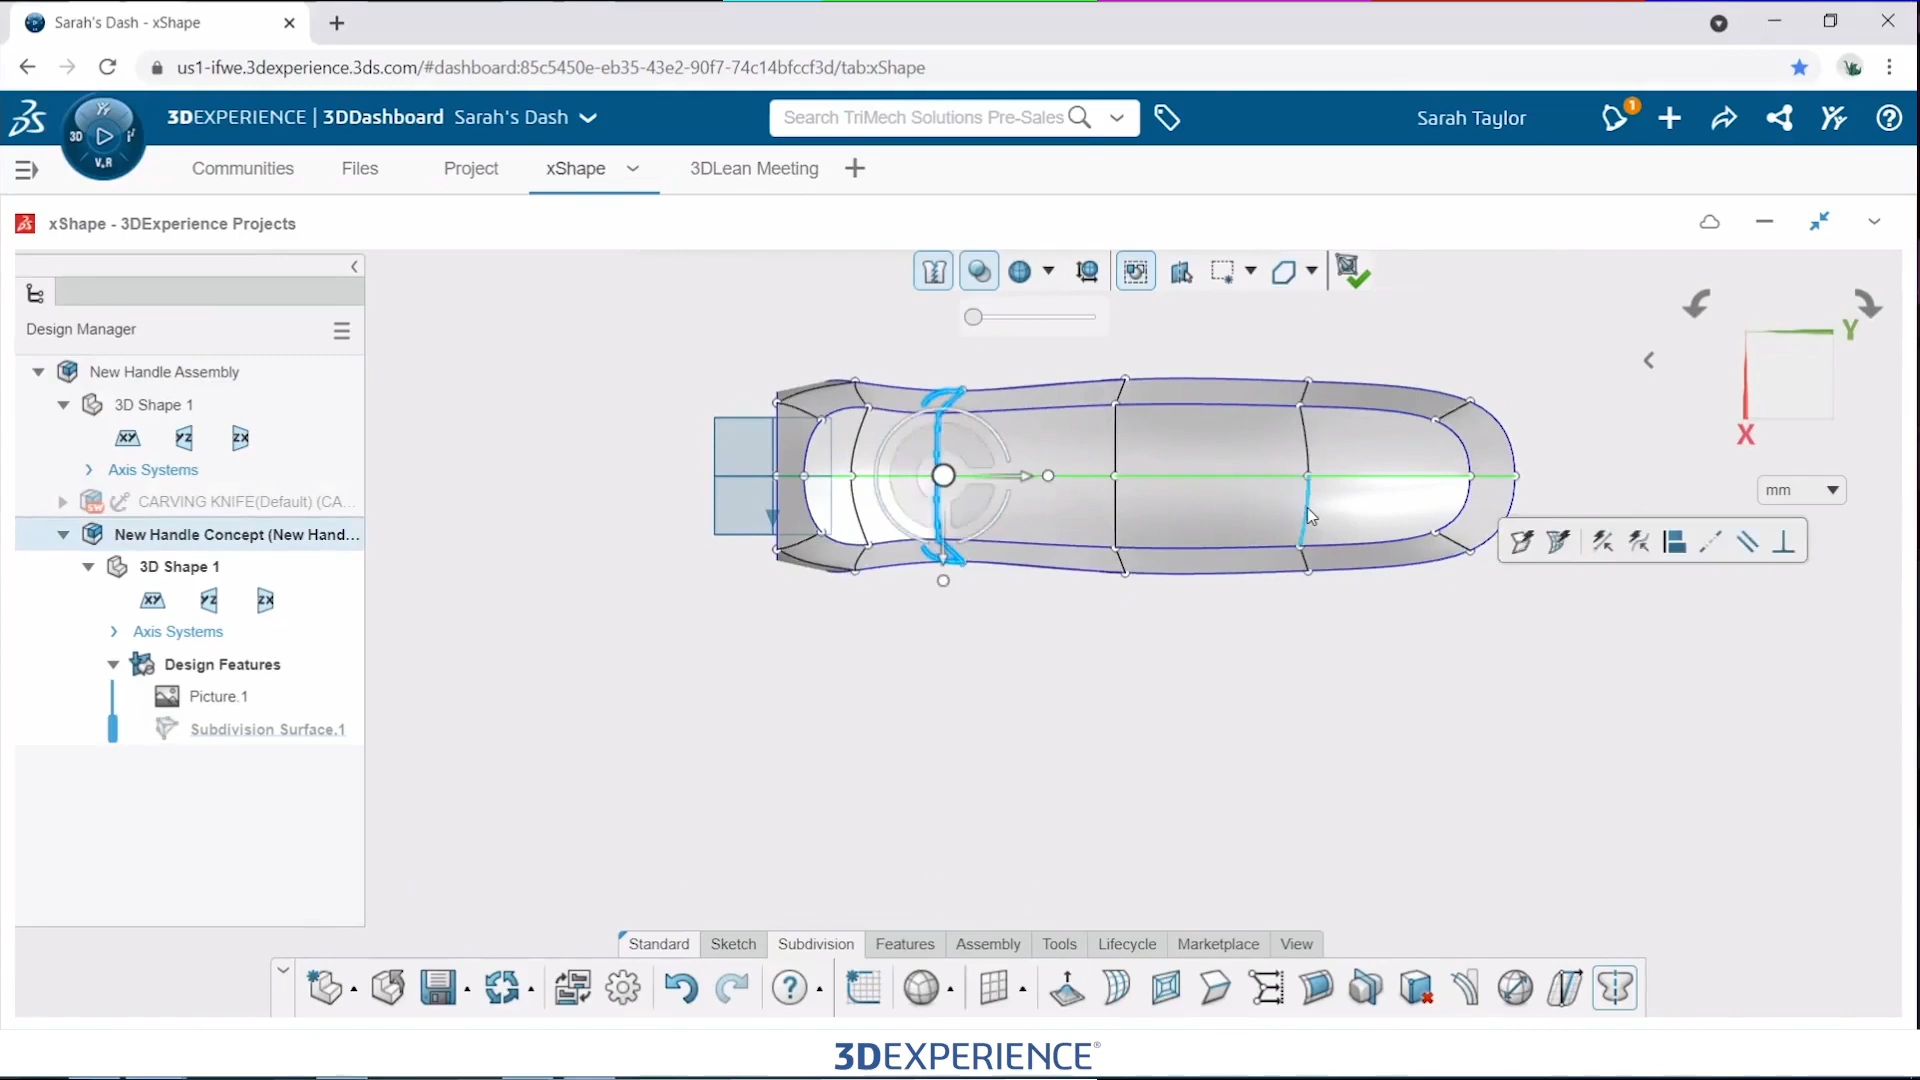 Sarah's Dash - xShape
us1-ifwe.3dexperience.3ds.com/#dashboard:85c5450e-eb35-43e2-90f7-74c14bfccf3d/tab:xShape
3DEXPERIENCE | 3DDashboard Sarah's Dash
Search TriMech Solutions Pre-Sales
Sarah Taylor
1
3D
V.R
Communities Files Project xShape 3DLean Meeting
xShape - 3DExperience Projects
Design Manager
New Handle Assembly
3D Shape 1
XY YZ ZX
Axis Systems
CARVING KNIFE(Default) (CA...
New Handle Concept (New Hand...
3D Shape 1
XY YZ ZX
Axis Systems
Design Features
Picture.1
Subdivision Surface.1
Y
X
mm
Standard Sketch Subdivision Features Assembly Tools Lifecycle Marketplace View
3DEXPERIENCE®